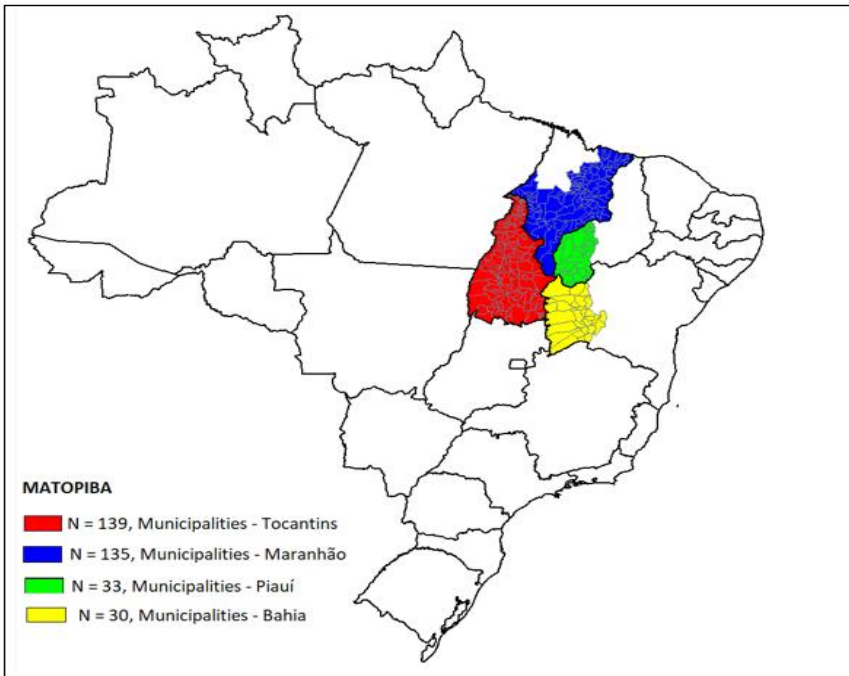 MATOPIBA
N = 139, Municipalities - Tocantins
N = 135, Municipalities - Maranhão
N = 33, Municipalities - Piauí
N = 30, Municipalities - Bahia